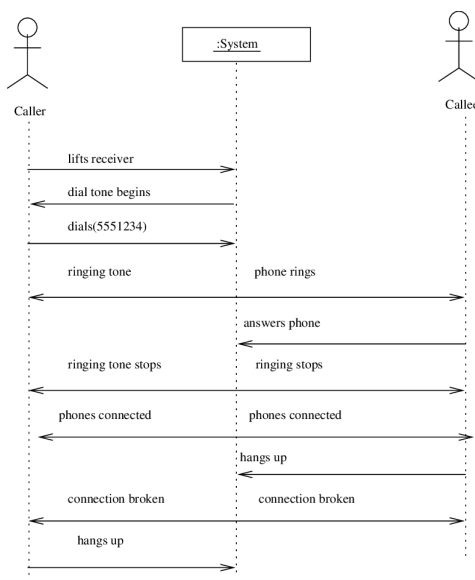 :System
Caller
Callee
lifts receiver
dial tone begins
dials(5551234)
ringing tone phone rings
answers phone
ringing tone stops ringing stops
phones connected phones connected
hangs up
connection broken connection broken
hangs up